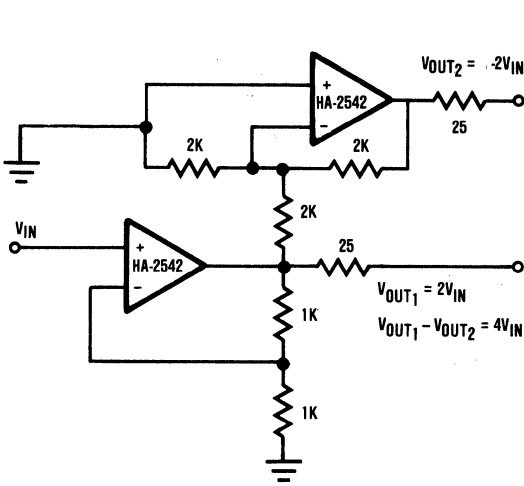 VOUT2 = -2VIN
+
HA-2542
-
25
2K
2K
2K
VIN
+
HA-2542
-
25
VOUT1 = 2VIN
1K
VOUT1 - VOUT2 = 4VIN
1K